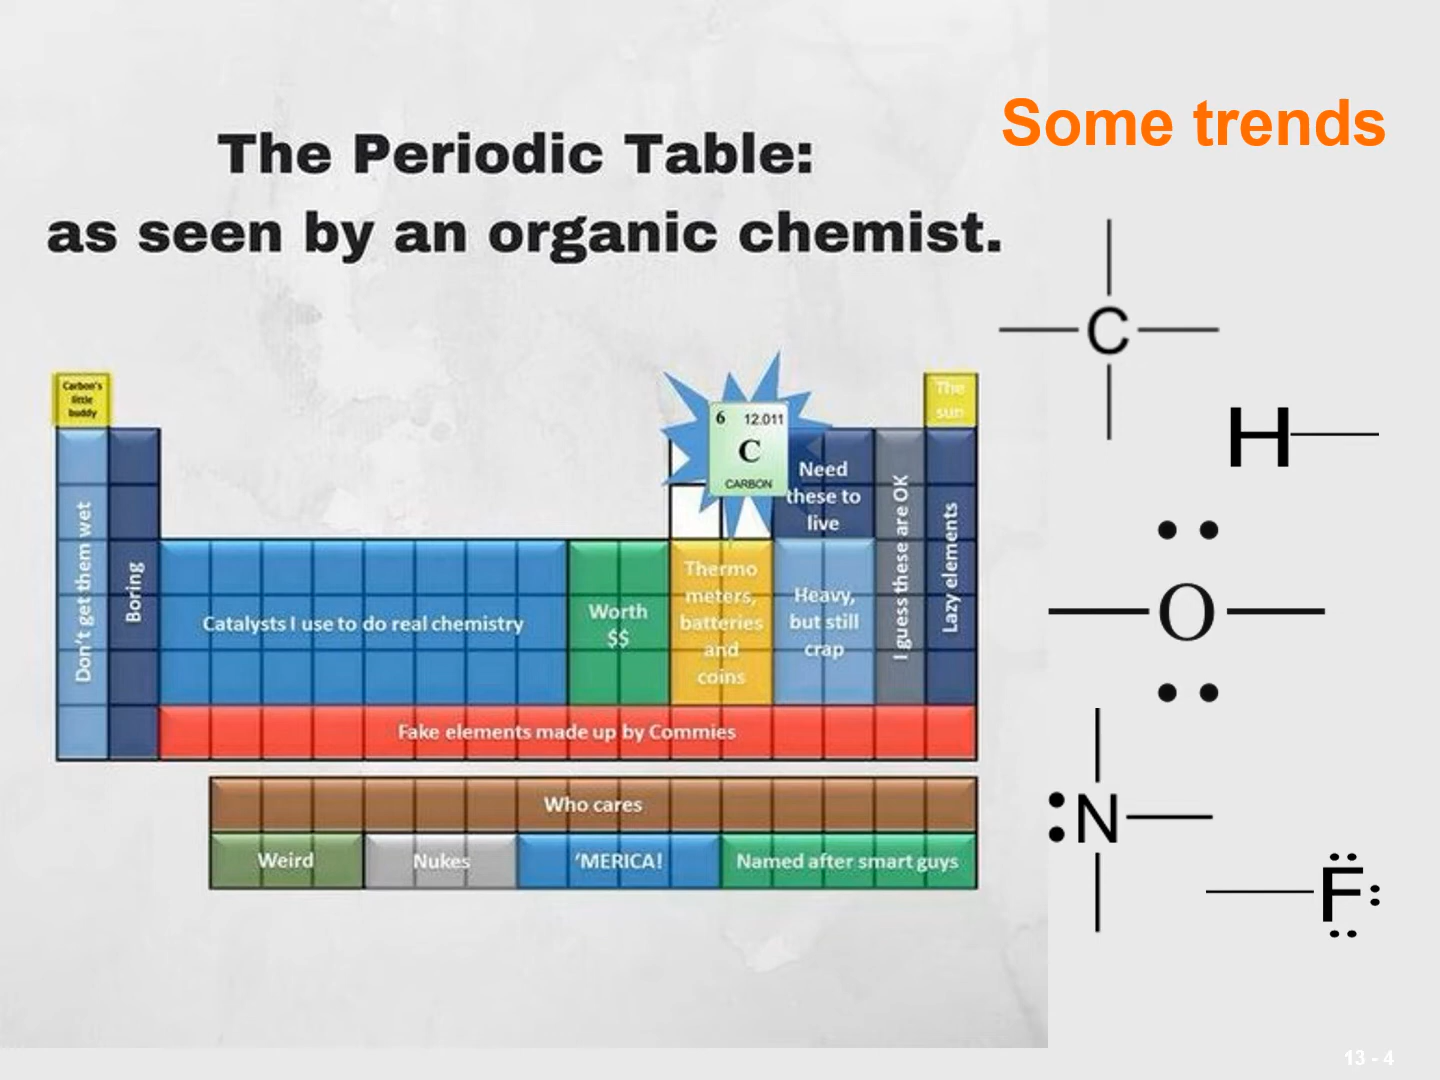 Some trends
The Periodic Table:
as seen by an organic chemist.
Carbon's
little
buddy
The
sun
6 12.011
C
CARBON
Need
these to
live
Don't get them wet
Boring
Catalysts I use to do real chemistry
Worth
$$
Thermo
meters,
batteries
and
coins
Heavy,
but still
crap
I guess these are OK
Lazy elements
Fake elements made up by Commies
Who cares
Weird
Nukes
'MERICA!
Named after smart guys
C
H
O
N
F
13 - 4